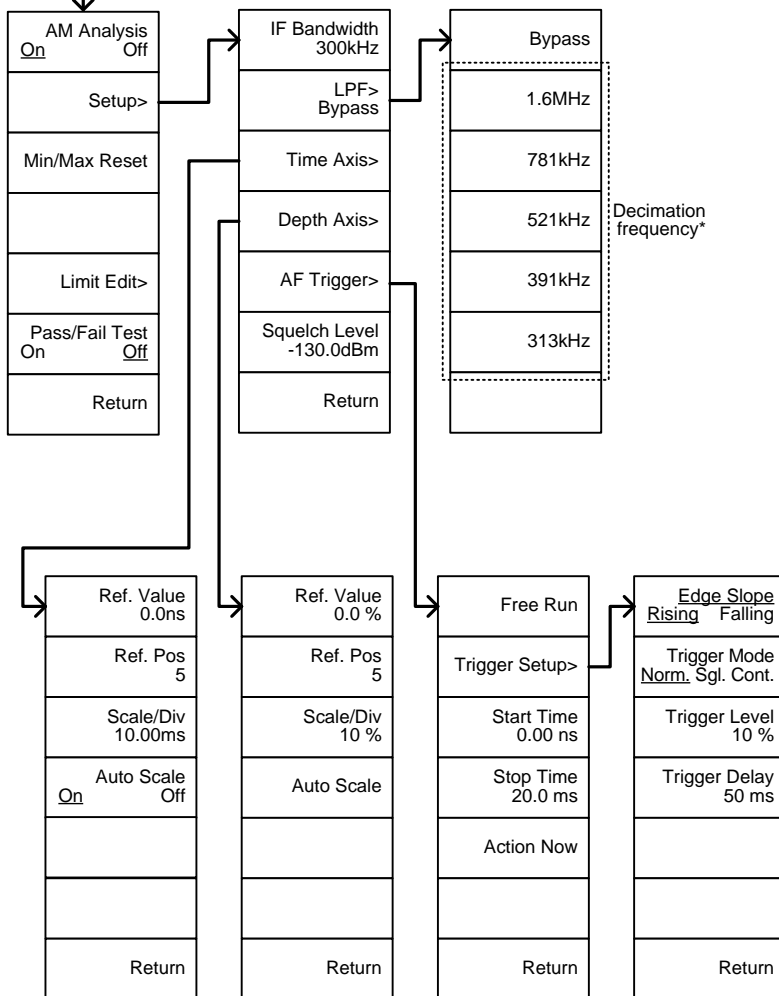 AM Analysis
On Off
Setup>
Min/Max Reset
Limit Edit>
Pass/Fail Test
On Off
Return
IF Bandwidth
300kHz
LPF>
Bypass
Time Axis>
Depth Axis>
AF Trigger>
Squelch Level
-130.0dBm
Return
Bypass
1.6MHz
781kHz
521kHz
391kHz
313kHz
Decimation
frequency*
Ref. Value
0.0ns
Ref. Pos
5
Scale/Div
10.00ms
Auto Scale
On Off
Return
Ref. Value
0.0 %
Ref. Pos
5
Scale/Div
10 %
Auto Scale
Return
Free Run
Trigger Setup>
Start Time
0.00 ns
Stop Time
20.0 ms
Action Now
Return
Edge Slope
Rising Falling
Trigger Mode
Norm. Sgl. Cont.
Trigger Level
10 %
Trigger Delay
50 ms
Return